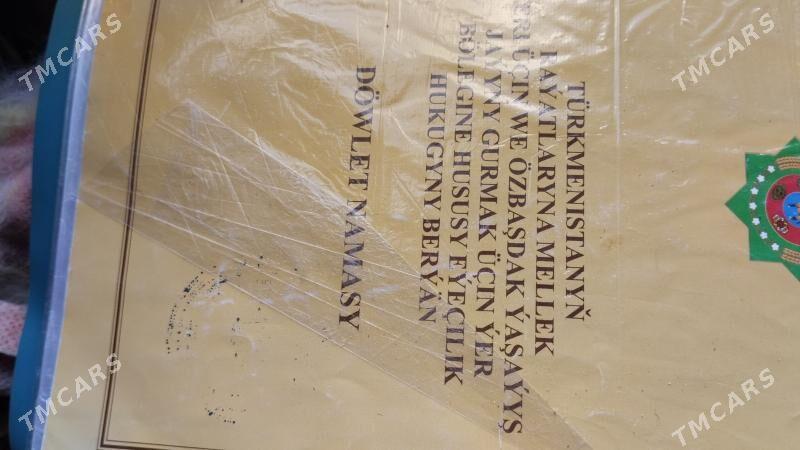 TÜRKMENISTANYŇ
RAÝATLARYNA MELLEK
ÜÇIN WE ÖZBAŞDAK ÝAŞAÝYŞ
JAÝYNY GURMAK ÜÇIN ÝER
BÖLEGINE HUSUSY EÝEÇILIK
HUKUGYNY BERÝÄN
DÖWLET NAMASY
TMCARS
TMCARS
TMCARS
TMCARS